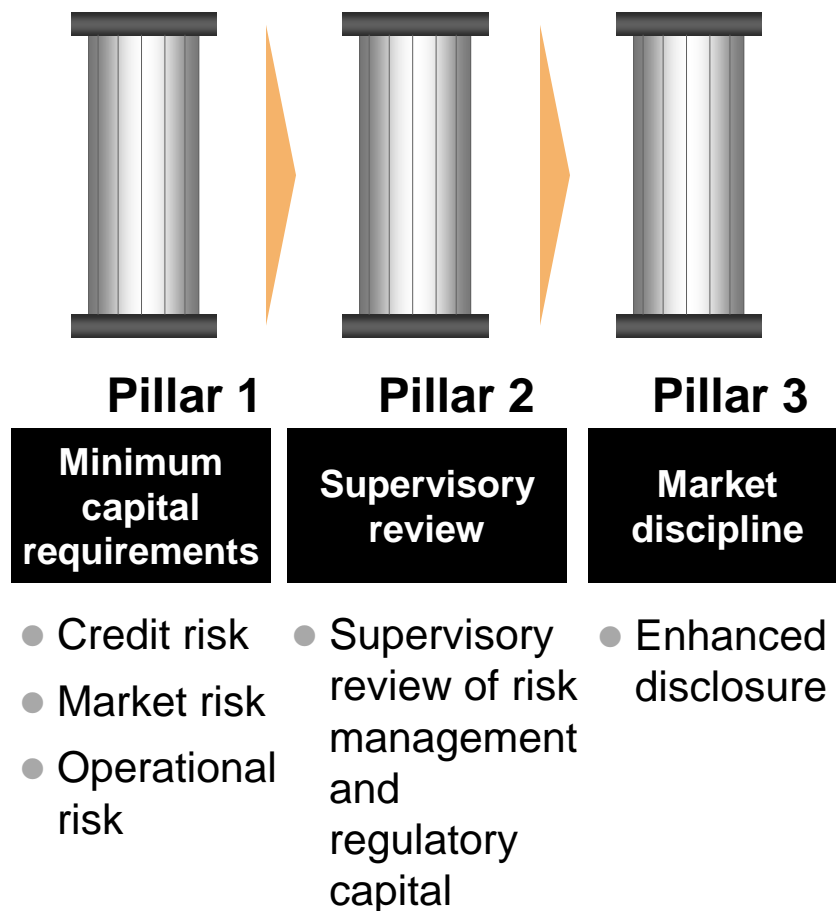 Pillar 1
Pillar 2
Pillar 3
Minimum
capital
requirements
Supervisory
review
Market
discipline
● Credit risk
● Market risk
● Operational
risk
● Supervisory
review of risk
management
and
regulatory
capital
● Enhanced
disclosure